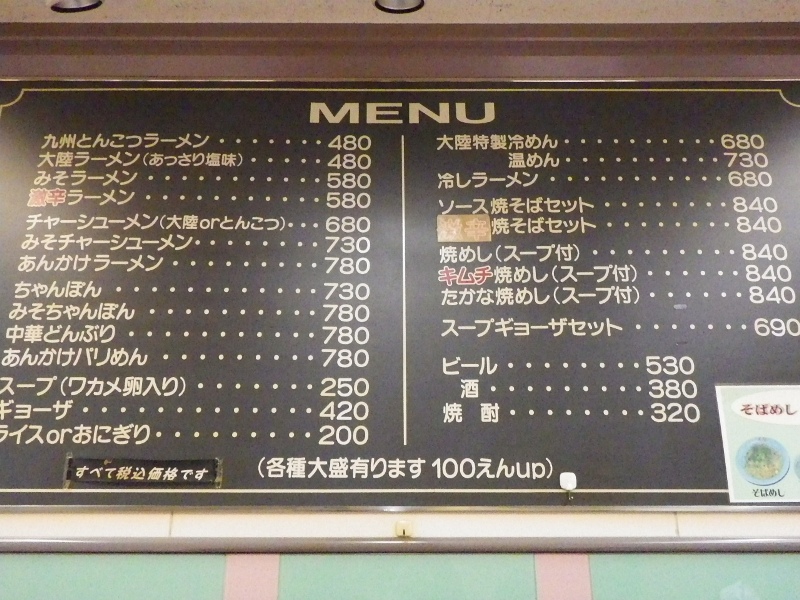 MENU
九州とんこつラーメン・・・・・・・480
大陸ラーメン(あっさり塩味)・・・・・480
みそラーメン・・・・・・・・・・580
激辛ラーメン・・・・・・・・・・580
チャーシューメン(大陸orとんこつ)・・・680
みそチャーシューメン・・・・・・・730
あんかけラーメン・・・・・・・・・780
ちゃんぽん・・・・・・・・・・・730
みそちゃんぽん・・・・・・・・・780
中華どんぶり・・・・・・・・・・780
あんかけバリめん・・・・・・・・・780
スープ(ワカメ卵入り)・・・・・・・250
ギョーザ・・・・・・・・・・・・420
ライスorおにぎり・・・・・・・・・200
すべて税込価格です
大陸特製冷めん・・・・・・・・・・680
温めん・・・・・・・・・・730
冷しラーメン・・・・・・・・・・・680
ソース焼そばセット・・・・・・・・840
焼そばセット・・・・・・・・840
焼めし(スープ付)・・・・・・・・・840
キムチ焼めし(スープ付)・・・・・・840
たかな焼めし(スープ付)・・・・・・840
スープギョーザセット・・・・・・・690
ビール・・・・・・・・・530
酒・・・・・・・・・380
焼酎・・・・・・・・320
(各種大盛有ります100えんup)
そばめし
そばめし